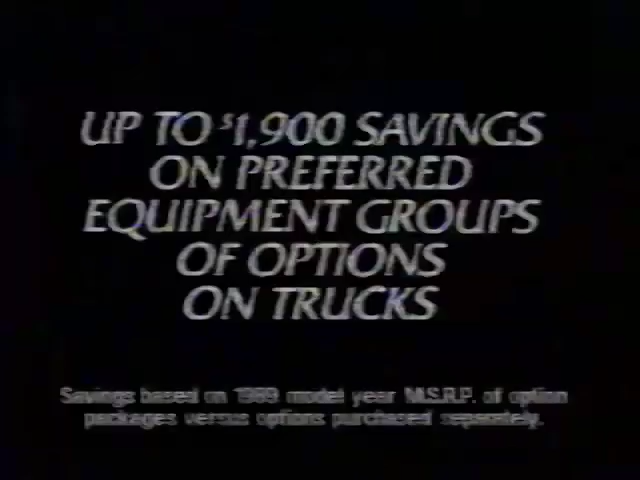 UP TO $1,900 SAVINGS
ON PREFERRED
EQUIPMENT GROUPS
OF OPTIONS
ON TRUCKS
Savings based on 1989 model year M.S.R.P. of option
packages versus options purchased separately.